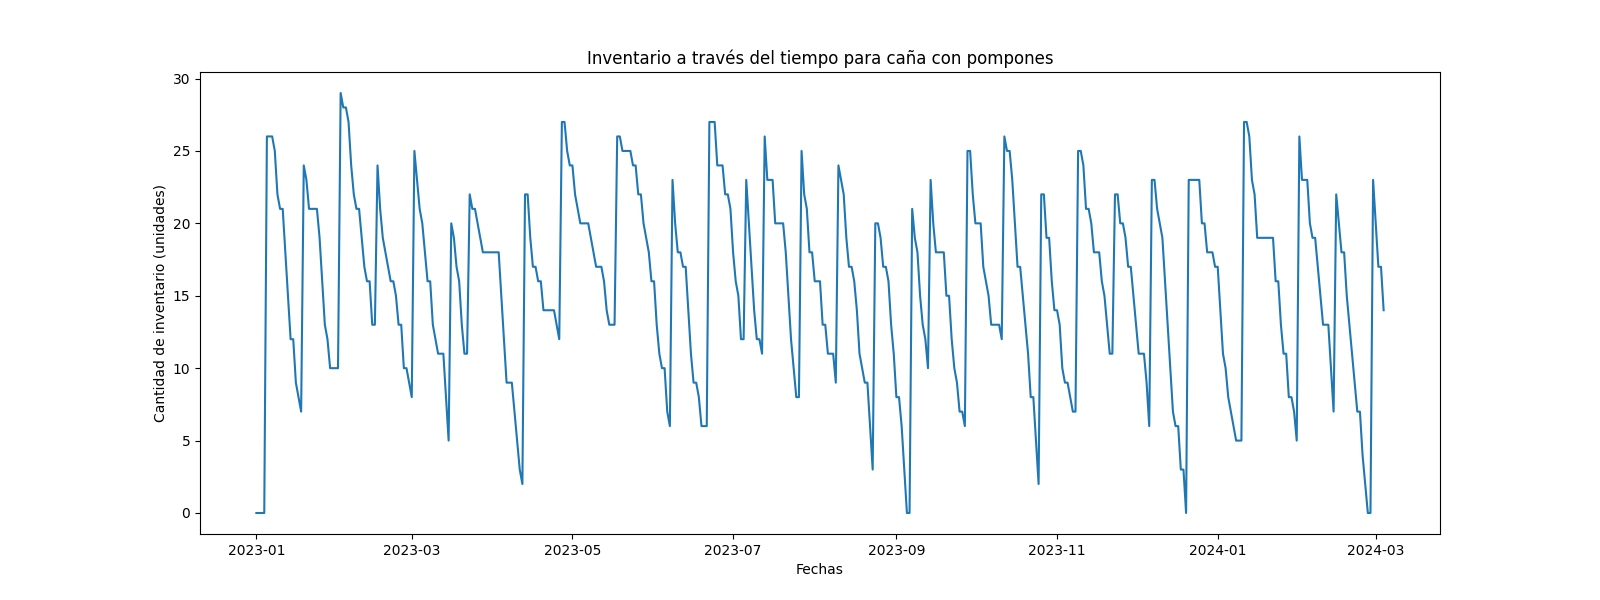 Inventario a través del tiempo para caña con pompones
Cantidad de inventario (unidades)
30
25
20
15
10
5
0
2023-01 2023-03 2023-05 2023-07 2023-09 2023-11 2024-01 2024-03
Fechas